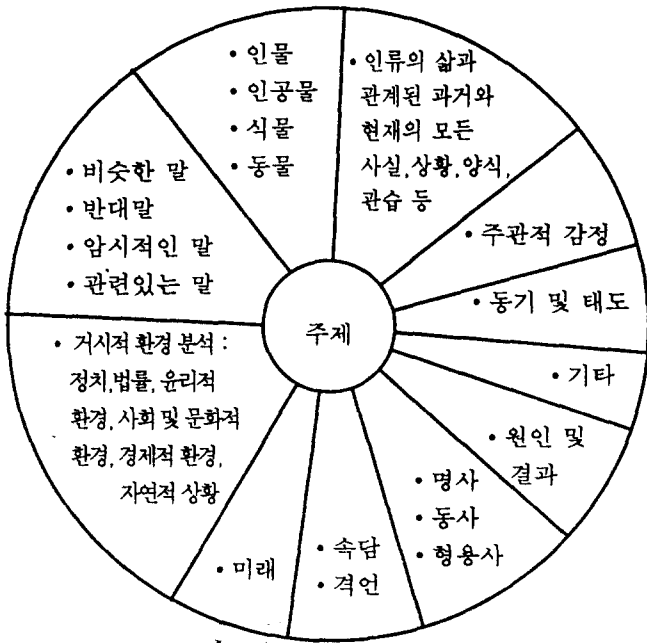 • 인물
• 인공물
• 식물
• 동물
• 인류의 삶과
관계된 과거와
현재의 모든
사실, 상황, 양식,
관습 등
• 주관적 감정
• 동기 및 태도
• 기타
• 원인 및
결과
• 명사
• 동사
• 형용사
• 속담
• 격언
• 미래
• 거시적 환경 분석 :
정치, 법률, 윤리적
환경, 사회 및 문화적
환경, 경제적 환경,
자연적 상황
• 비슷한 말
• 반대말
• 암시적인 말
• 관련있는 말
주제